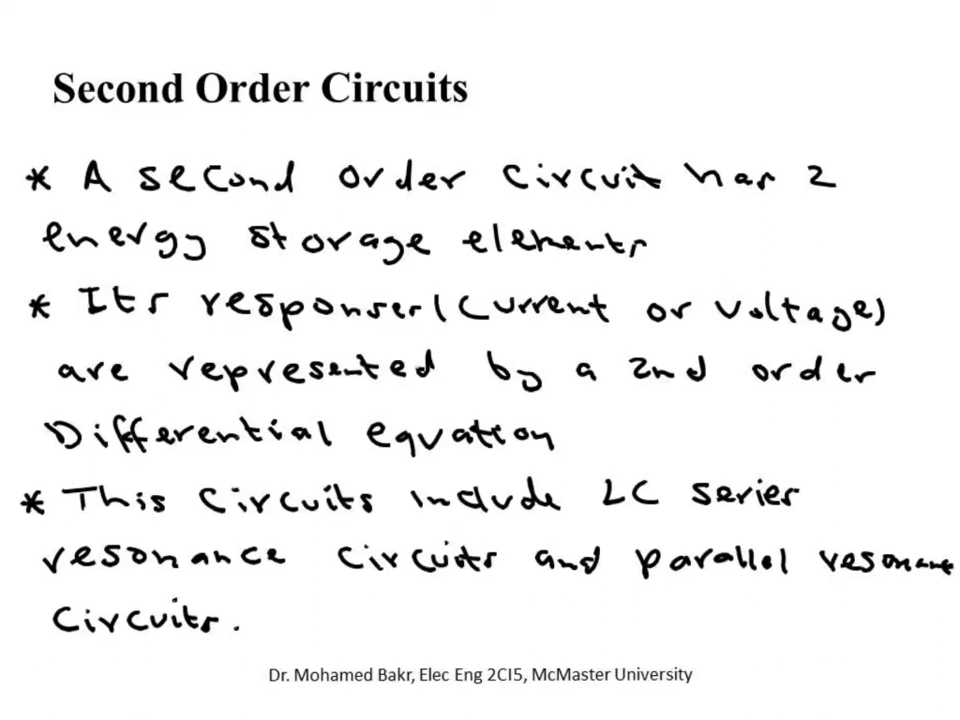 Second Order Circuits
* A second order circuit has 2
energy storage elements
* Its responses (current or voltage)
are represented by a 2nd order
Differential equation
* This circuits include LC series
resonance circuits and parallel resonance
circuits.
Dr. Mohamed Bakr, Elec Eng 2CI5, McMaster University